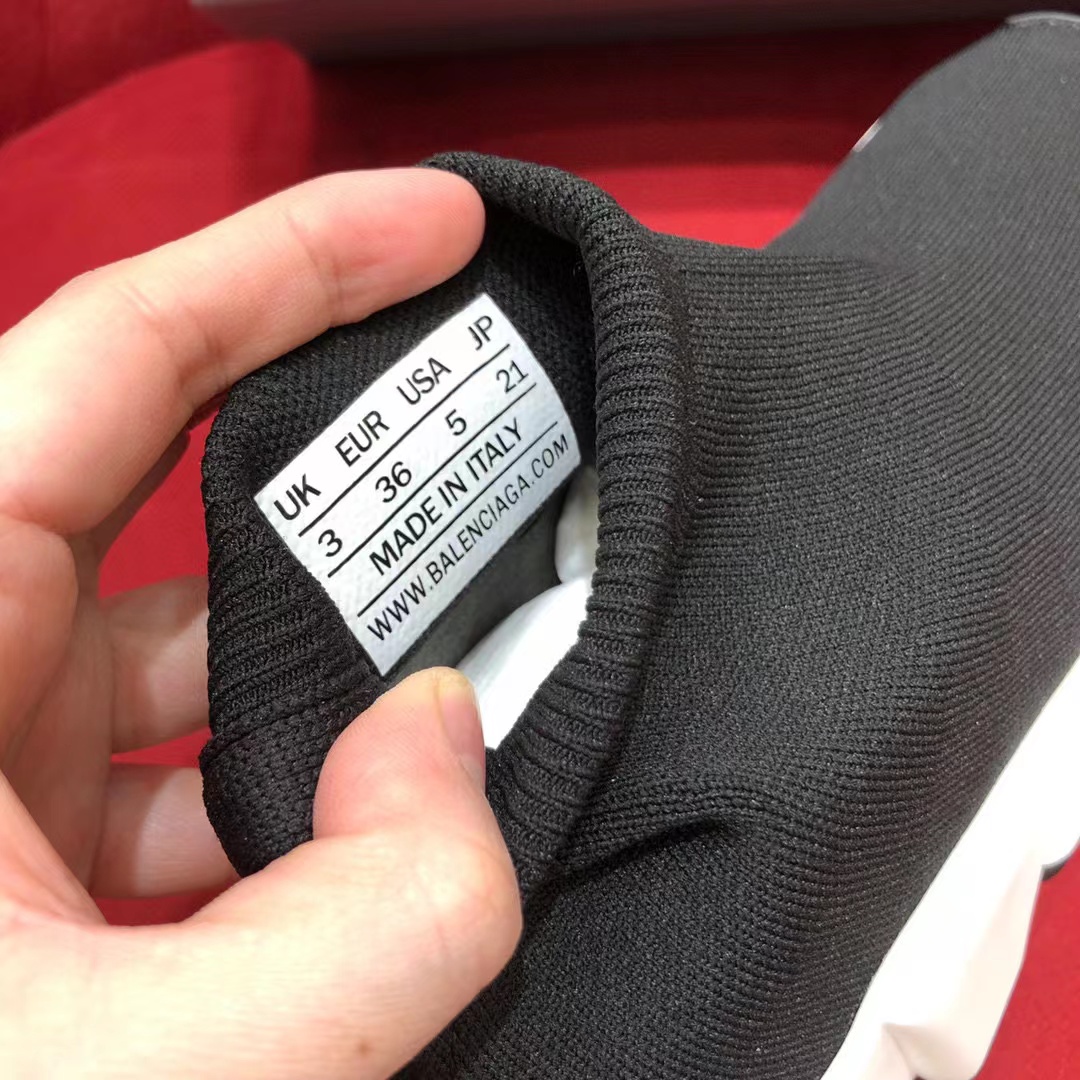 UK EUR USA JP
3 36 5 21
MADE IN ITALY
WWW.BALENCIAGA.COM